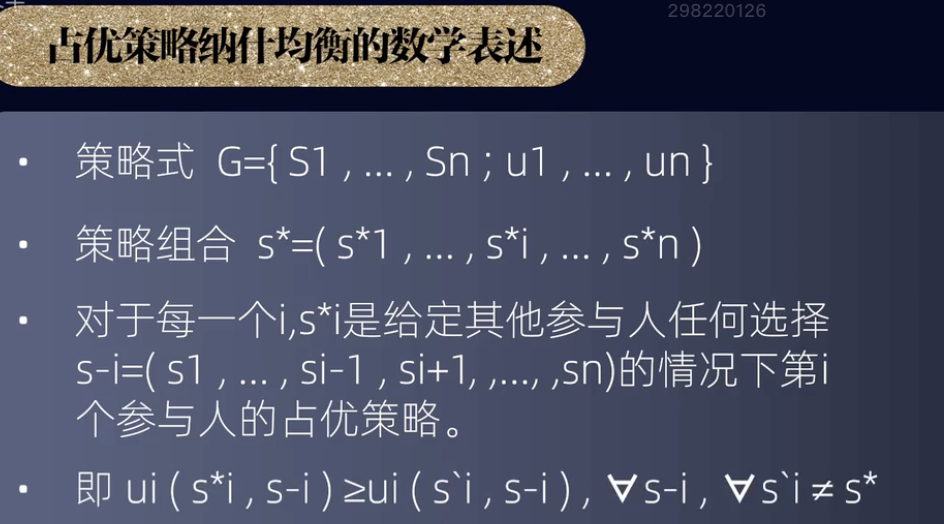 298220126
占优策略纳什均衡的数学表述
• 策略式 G={ S1 , ... , Sn ; u1 , ... , un }
• 策略组合 s*=( s*1 , ... , s*i , ... , s*n )
• 对于每一个i,s*i是给定其他参与人任何选择
s-i=( s1 , ... , si-1 , si+1, ,..., ,sn)的情况下第i
个参与人的占优策略。
• 即 ui ( s*i , s-i ) ≥ui ( s`i , s-i ) , ∀s-i , ∀s`i ≠ s*